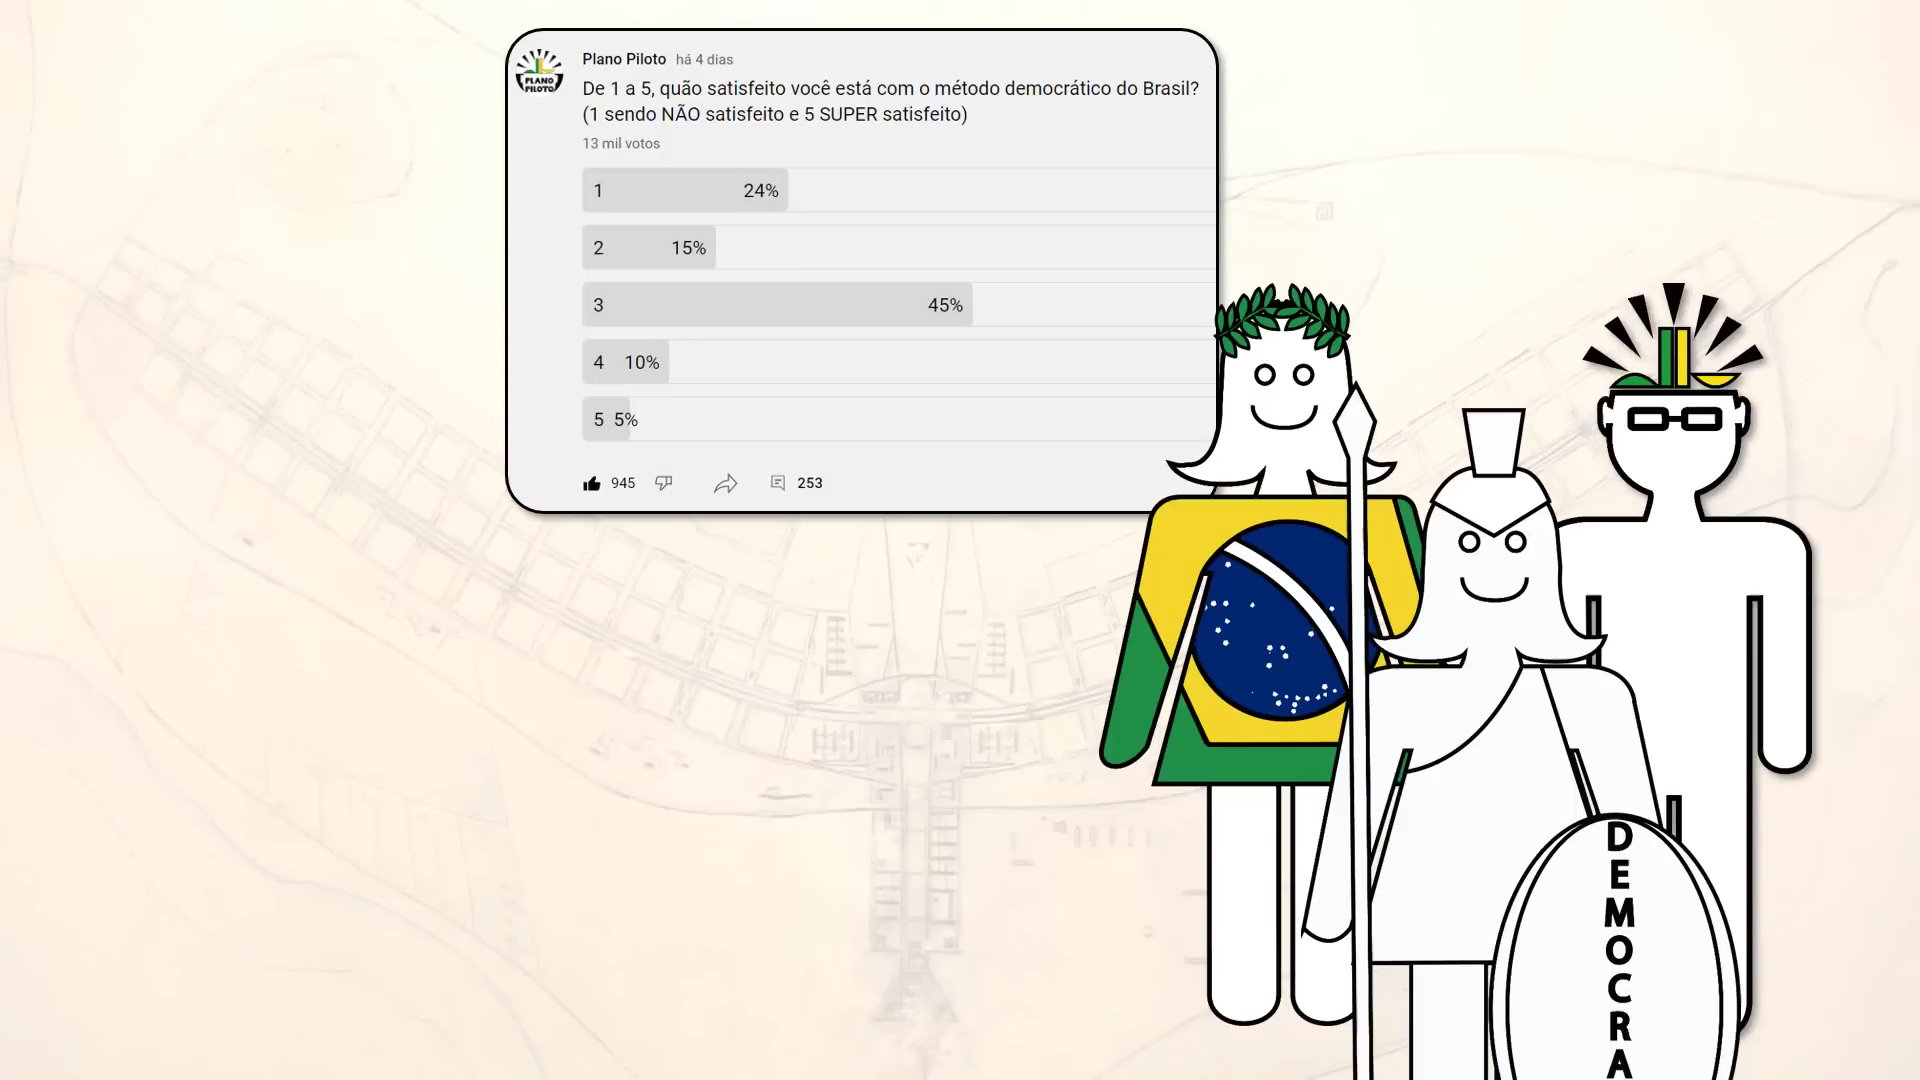 PLANO
PILOTO
Plano Piloto há 4 dias
De 1 a 5, quão satisfeito você está com o método democrático do Brasil?
(1 sendo NÃO satisfeito e 5 SUPER satisfeito)
13 mil votos
1 24%
2 15%
3 45%
4 10%
5 5%
945 253
DEMOCRA